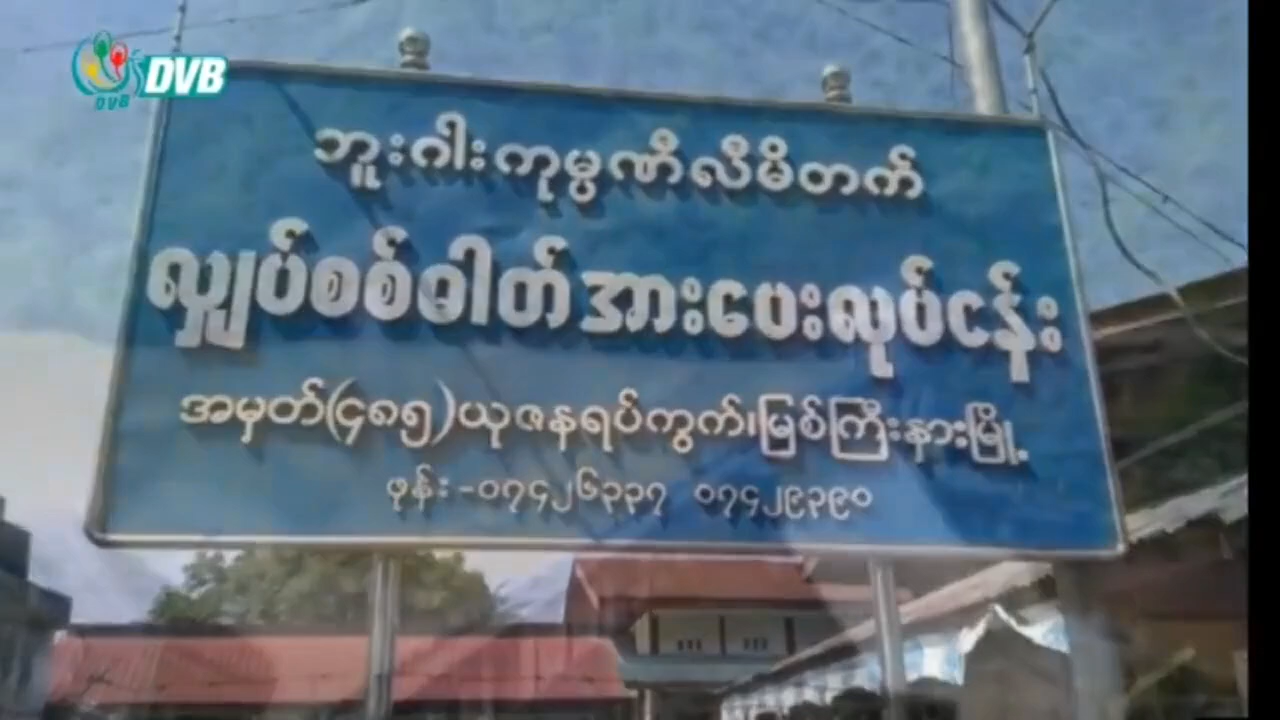 DVB
DVB
ဘူးဂါးကုမ္ပဏီလီမိတက်
လျှပ်စစ်ဓါတ်အားပေးလုပ်ငန်း
အမှတ်(၄၈၅)ယုဇနရပ်ကွက်၊မြစ်ကြီးနားမြို့
ဖုန်း-၀၇၄၂၆၃၃၇ ၀၇၄၂၉၃၉၀